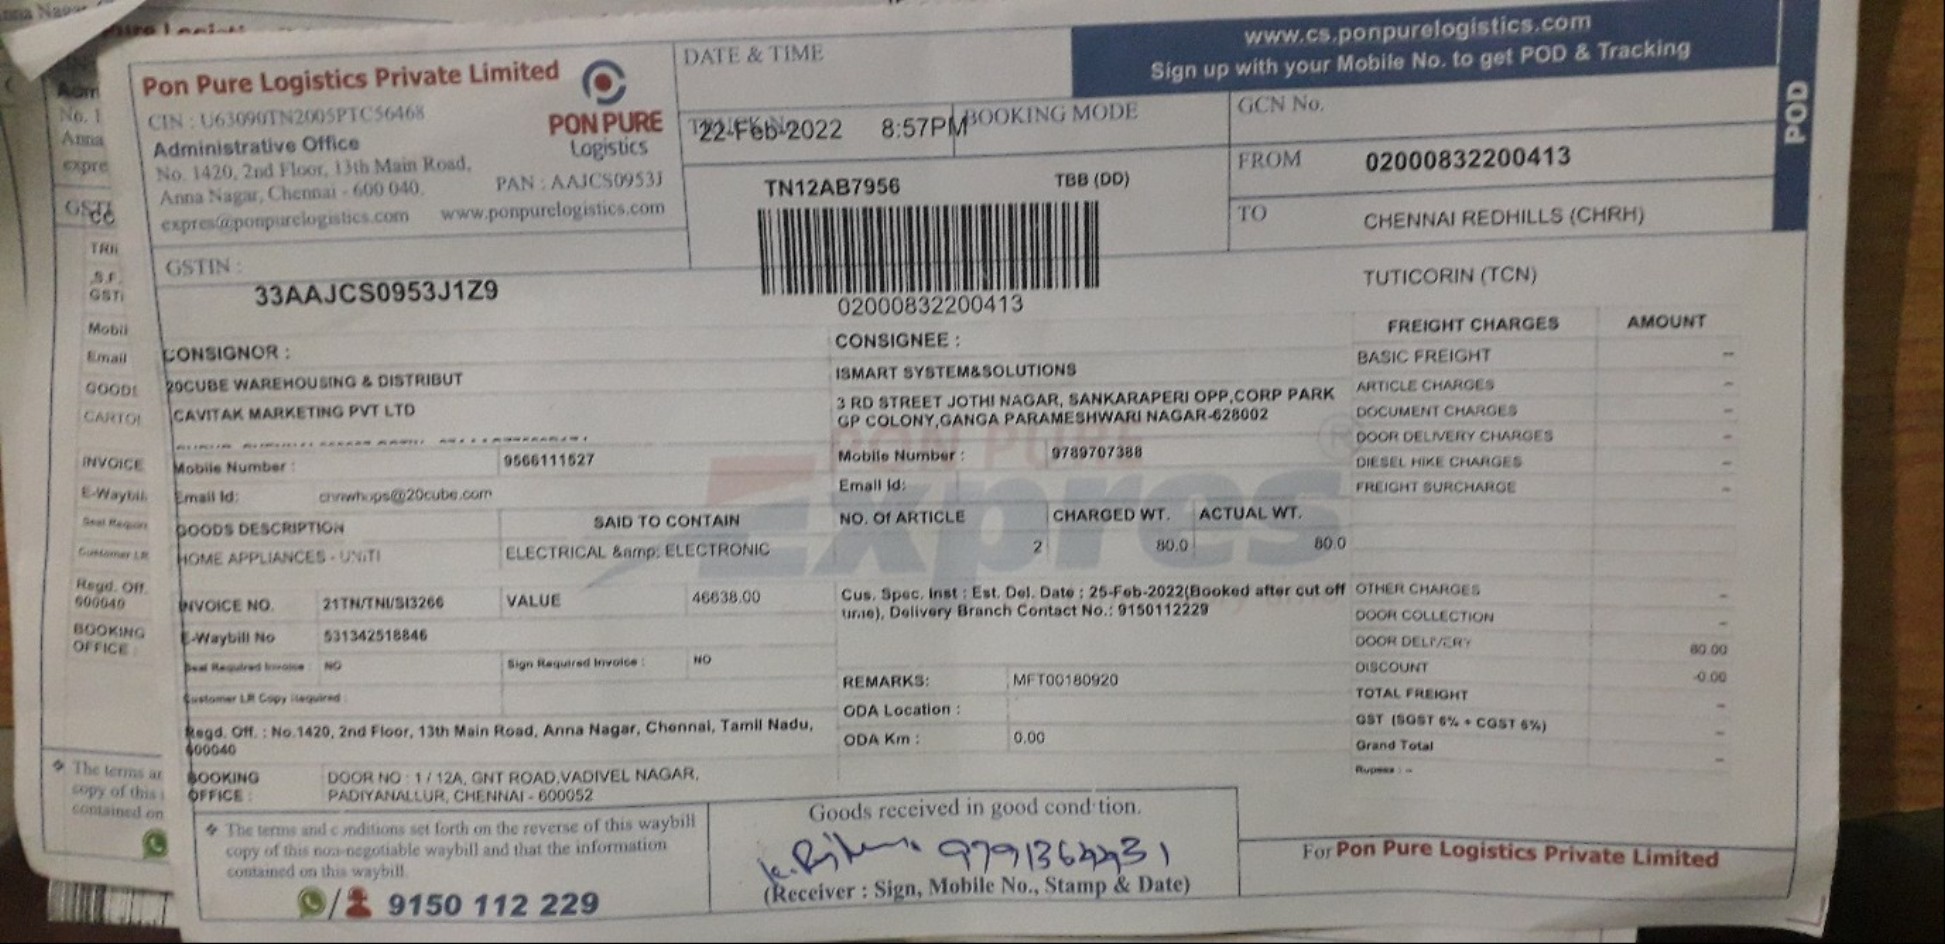 Pon Pure Logistics Private Limited
CIN : U63090TN2005PTC56468
Administrative Office
No. 1420, 2nd Floor, 13th Main Road,
Anna Nagar, Chennai - 600 040.
expres@ponpurelogistics.com www.ponpurelogistics.com
PON PURE
Logistics
PAN : AAJCS0953J
GSTIN :
33AAJCS0953J1Z9
DATE & TIME
22-Feb-2022 8:57PM
BOOKING MODE
TN12AB7956 TBB (DD)
02000832200413
www.cs.ponpurelogistics.com
Sign up with your Mobile No. to get POD & Tracking
POD
GCN No.
FROM 02000832200413
TO CHENNAI REDHILLS (CHRH)
TUTICORIN (TCN)
CONSIGNOR :
20CUBE WAREHOUSING & DISTRIBUT
CAVITAK MARKETING PVT LTD
Mobile Number : 9566111527
Email Id: chnwhops@20cube.com
CONSIGNEE :
ISMART SYSTEM&SOLUTIONS
3 RD STREET JOTHI NAGAR, SANKARAPERI OPP,CORP PARK
GP COLONY,GANGA PARAMESHWARI NAGAR-628002
Mobile Number : 9789707388
Email Id:
GOODS DESCRIPTION SAID TO CONTAIN
HOME APPLIANCES - UNITI ELECTRICAL &amp; ELECTRONIC
NO. Of ARTICLE CHARGED WT. ACTUAL WT.
2 80.0 80.0
INVOICE NO. 21TN/TNI/SI3266 VALUE 46638.00
E-Waybill No 531342518846
Seal Required Invoice : NO Sign Required Invoice : NO
Customer LR Copy Required :
Cus. Spec. Inst : Est. Del. Date : 25-Feb-2022(Booked after cut off
time), Delivery Branch Contact No.: 9150112229
REMARKS: MFT00180920
ODA Location :
ODA Km : 0.00
Regd. Off. : No.1420, 2nd Floor, 13th Main Road, Anna Nagar, Chennai, Tamil Nadu,
600040
BOOKING DOOR NO : 1 / 12A, GNT ROAD,VADIVEL NAGAR,
OFFICE : PADIYANALLUR, CHENNAI - 600052
FREIGHT CHARGES AMOUNT
BASIC FREIGHT --
ARTICLE CHARGES --
DOCUMENT CHARGES --
DOOR DELIVERY CHARGES --
DIESEL HIKE CHARGES --
FREIGHT SURCHARGE --
OTHER CHARGES --
DOOR COLLECTION --
DOOR DELIVERY 80.00
DISCOUNT -0.00
TOTAL FREIGHT --
GST (SGST 6% + CGST 6%) --
Grand Total --
Rupees : --
PON PURE
Expres
The terms and conditions set forth on the reverse of this waybill
copy of this non-negotiable waybill and that the information
contained on this waybill.
9150 112 229
Goods received in good condition.
(Receiver : Sign, Mobile No., Stamp & Date)
For Pon Pure Logistics Private Limited